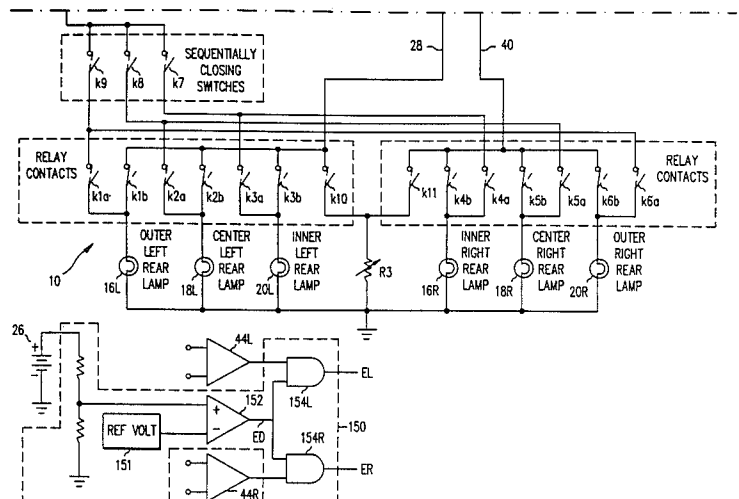 28
40
SEQUENTIALLY
CLOSING
SWITCHES
k9
k8
k7
RELAY
CONTACTS
k1a
k1b
k2a
k2b
k3a
k3b
k10
k11
k4b
k4a
k5b
k5a
k6b
k6a
RELAY
CONTACTS
10
OUTER
LEFT
REAR
LAMP
16L
CENTER
LEFT
REAR
LAMP
18L
INNER
LEFT
REAR
LAMP
20L
R3
INNER
RIGHT
REAR
LAMP
16R
CENTER
RIGHT
REAR
LAMP
18R
OUTER
RIGHT
REAR
LAMP
20R
26
+
-
44L
154L
EL
152
+
-
ED
150
REF VOLT
151
154R
ER
44R